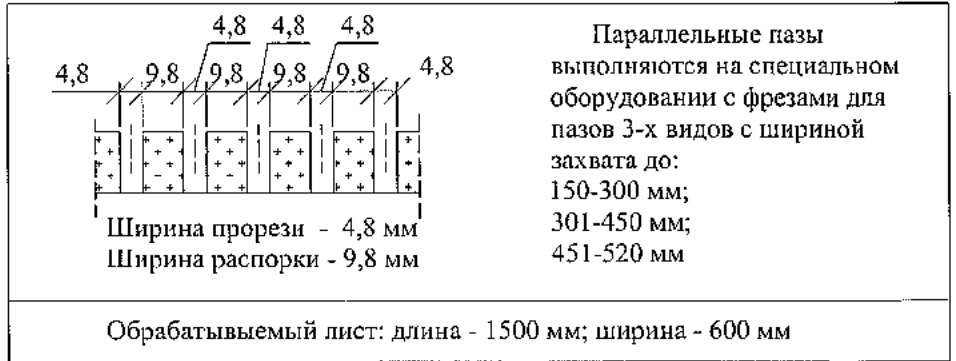 4,8 4,8 4,8
4,8 9,8 9,8 9,8 9,8 4,8
Ширина прорези - 4,8 мм
Ширина распорки - 9,8 мм
Параллельные пазы
выполняются на специальном
оборудовании с фрезами для
пазов 3-х видов с шириной
захвата до:
150-300 мм;
301-450 мм;
451-520 мм
Обрабатывыемый лист: длина - 1500 мм; ширина - 600 мм